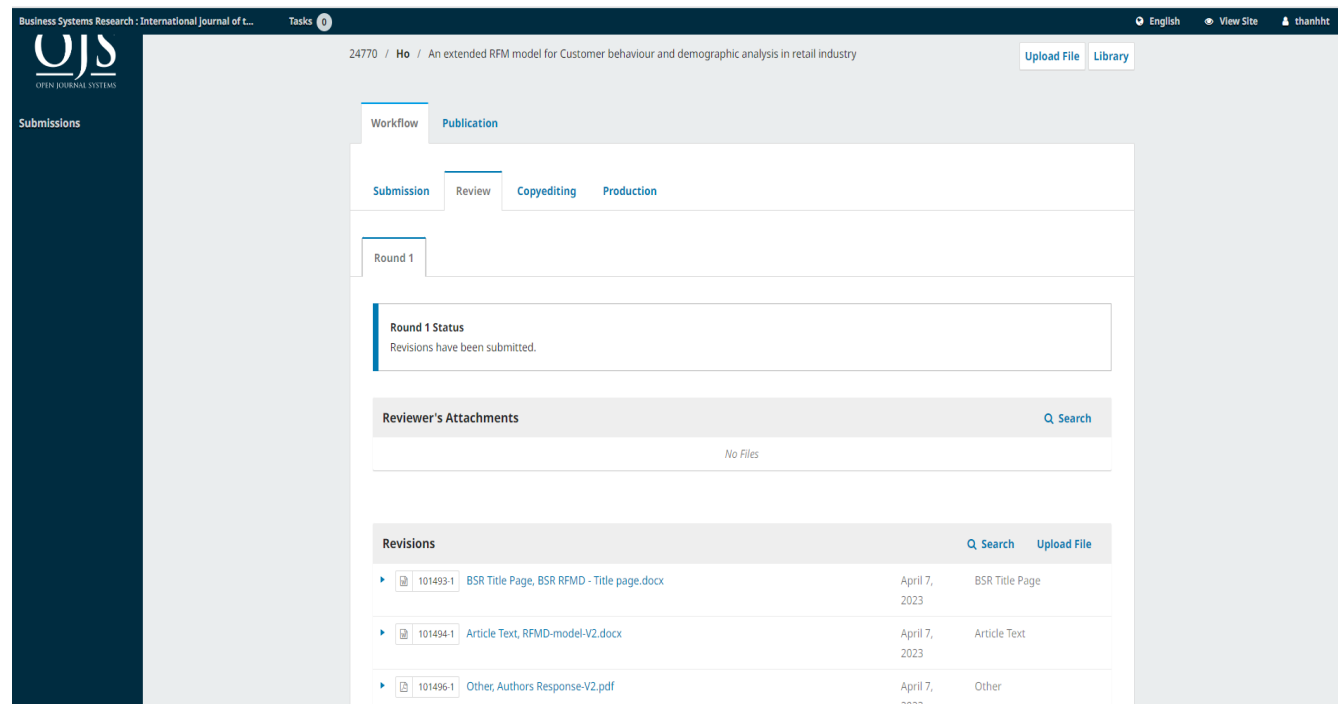 Business Systems Research : International Journal of t... Tasks 0 English View Site thanhht
OJS
OPEN JOURNAL SYSTEMS
24770 / Ho / An extended RFM model for Customer behaviour and demographic analysis in retail industry
Upload File Library
Submissions
Workflow Publication
Submission Review Copyediting Production
Round 1
Round 1 Status
Revisions have been submitted.
Reviewer's Attachments Search
No Files
Revisions Search Upload File
101493-1 BSR Title Page, BSR RFMD - Title page.docx April 7, BSR Title Page
2023
101494-1 Article Text, RFMD-model-V2.docx April 7, Article Text
2023
101496-1 Other, Authors Response-V2.pdf April 7, Other